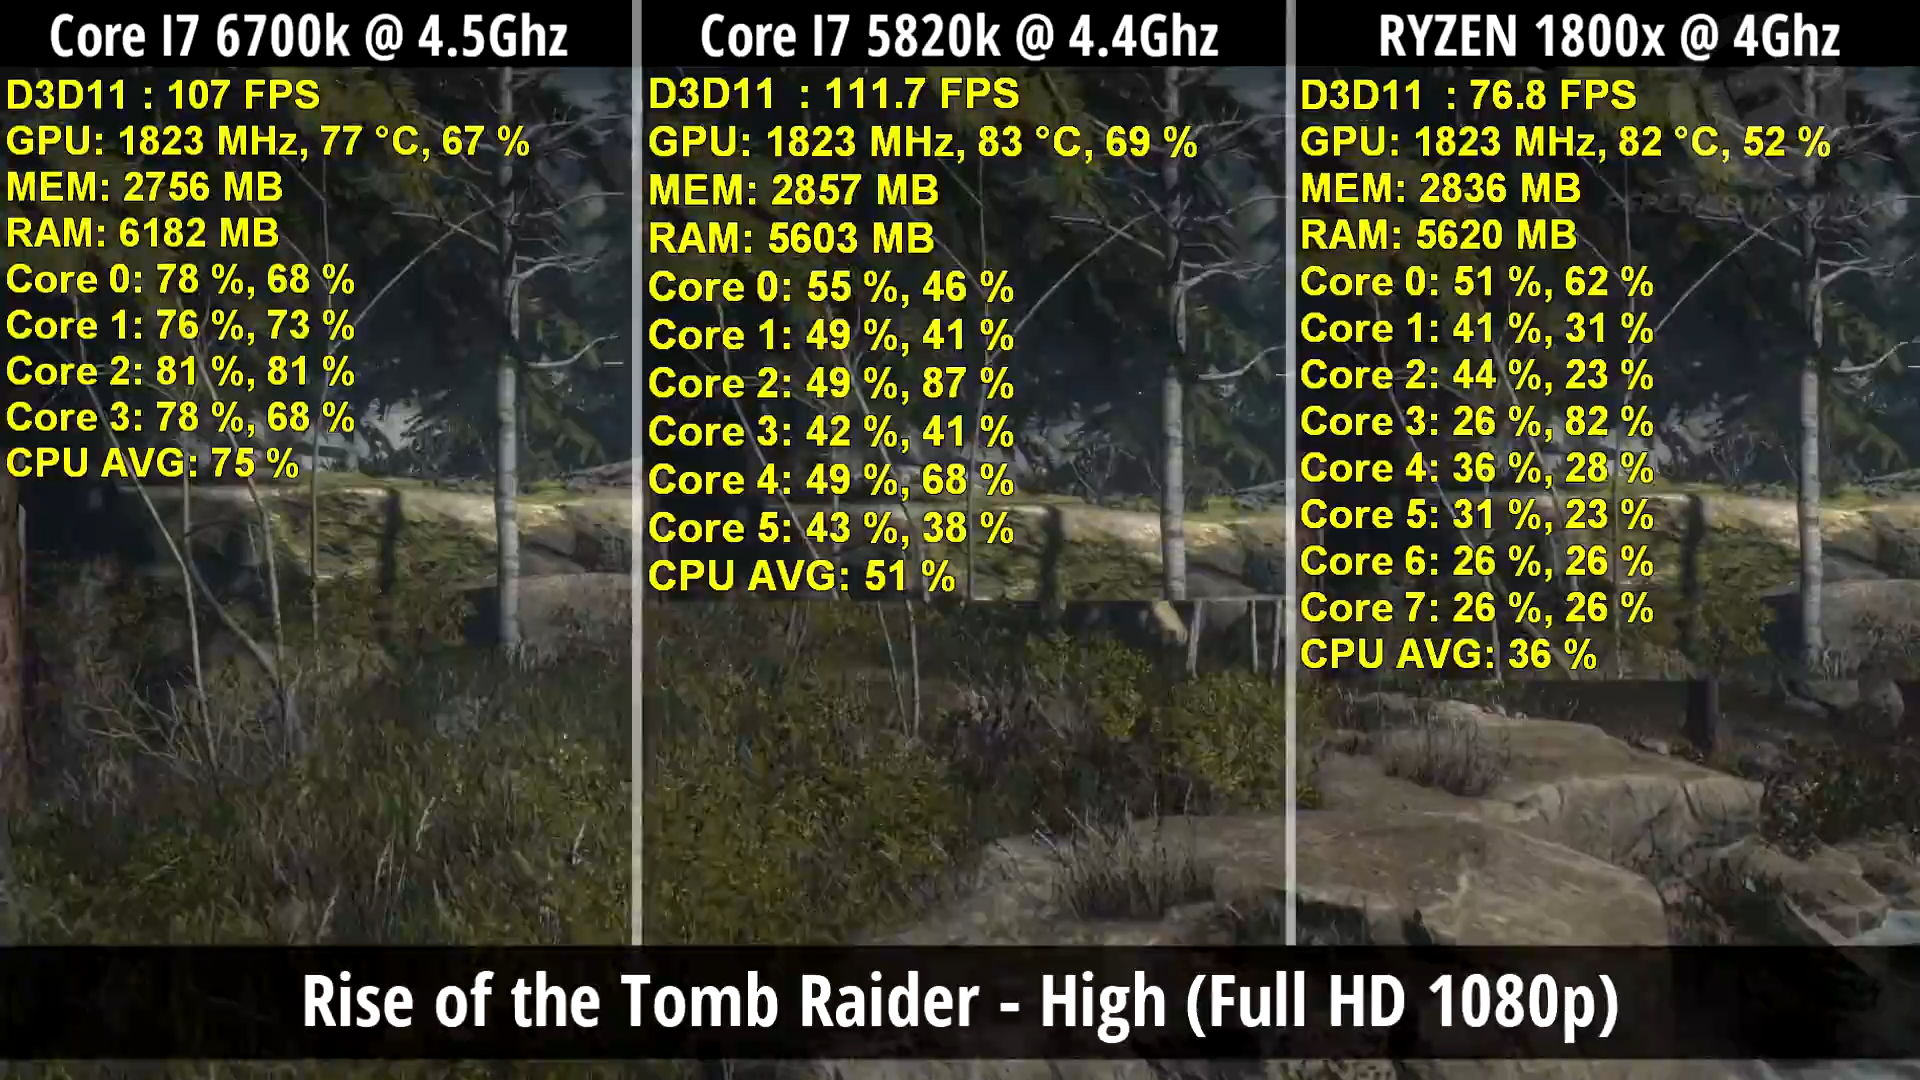 Core I7 6700k @ 4.5Ghz
D3D11 : 107 FPS
GPU: 1823 MHz, 77 °C, 67 %
MEM: 2756 MB
RAM: 6182 MB
Core 0: 78 %, 68 %
Core 1: 76 %, 73 %
Core 2: 81 %, 81 %
Core 3: 78 %, 68 %
CPU AVG: 75 %
Core I7 5820k @ 4.4Ghz
D3D11 : 111.7 FPS
GPU: 1823 MHz, 83 °C, 69 %
MEM: 2857 MB
RAM: 5603 MB
Core 0: 55 %, 46 %
Core 1: 49 %, 41 %
Core 2: 49 %, 87 %
Core 3: 42 %, 41 %
Core 4: 49 %, 68 %
Core 5: 43 %, 38 %
CPU AVG: 51 %
RYZEN 1800x @ 4Ghz
D3D11 : 76.8 FPS
GPU: 1823 MHz, 82 °C, 52 %
MEM: 2836 MB
RAM: 5620 MB
Core 0: 51 %, 62 %
Core 1: 41 %, 31 %
Core 2: 44 %, 23 %
Core 3: 26 %, 82 %
Core 4: 36 %, 28 %
Core 5: 31 %, 23 %
Core 6: 26 %, 26 %
Core 7: 26 %, 26 %
CPU AVG: 36 %
Rise of the Tomb Raider - High (Full HD 1080p)